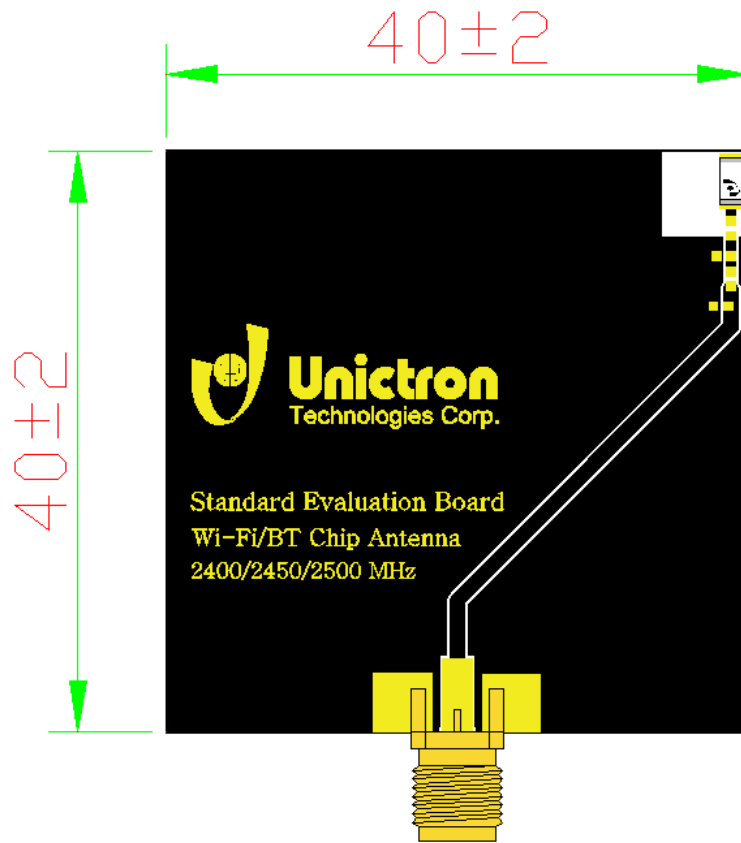 40±2
40±2
Unictron
Technologies Corp.
Standard Evaluation Board
Wi-Fi/BT Chip Antenna
2400/2450/2500 MHz